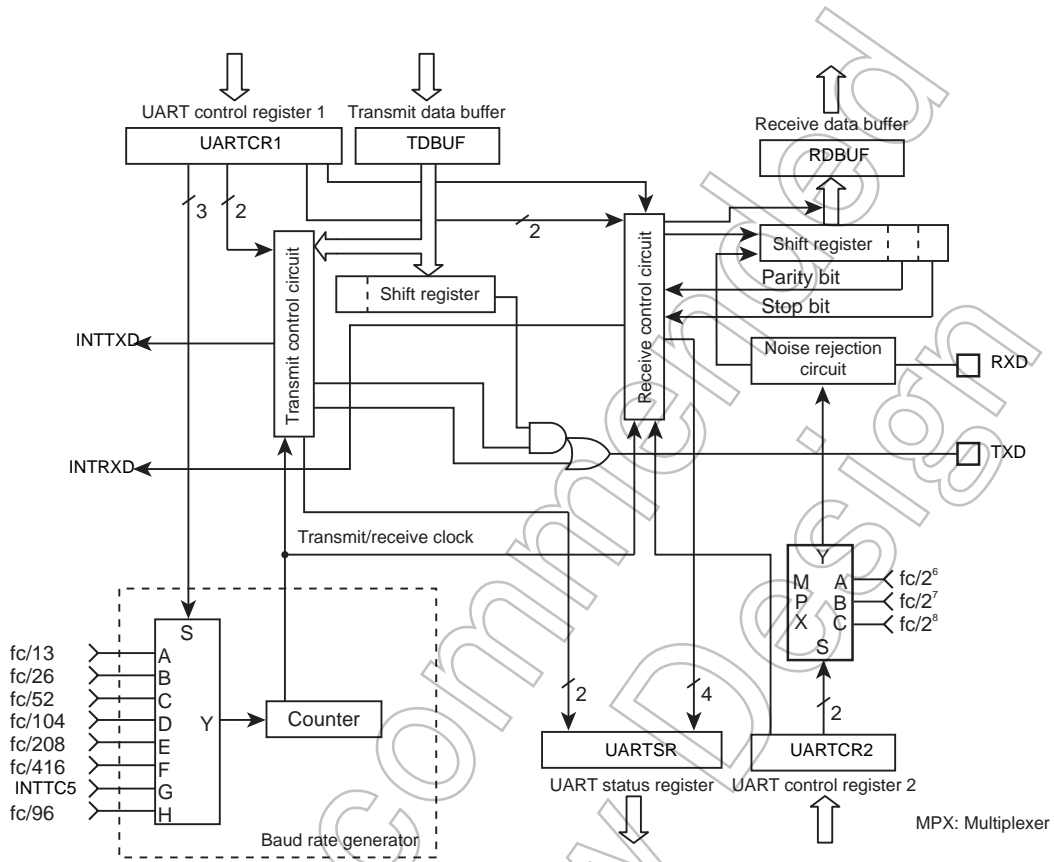 UART control register 1
Transmit data buffer
Receive data buffer
UARTCR1
TDBUF
RDBUF
3
2
2
Shift register
Parity bit
Stop bit
Transmit control circuit
Shift register
Receive control circuit
INTTXD
Noise rejection
circuit
RXD
INTRXD
TXD
Transmit/receive clock
Y
M
P
X
A
B
C
S
fc/2⁶
fc/2⁷
fc/2⁸
S
fc/13
A
fc/26
B
fc/52
C
fc/104
D
fc/208
E
fc/416
F
INTTC5
G
fc/96
H
Y
Counter
2
4
2
UARTSR
UARTCR2
UART status register
UART control register 2
Baud rate generator
MPX: Multiplexer
commended
Design